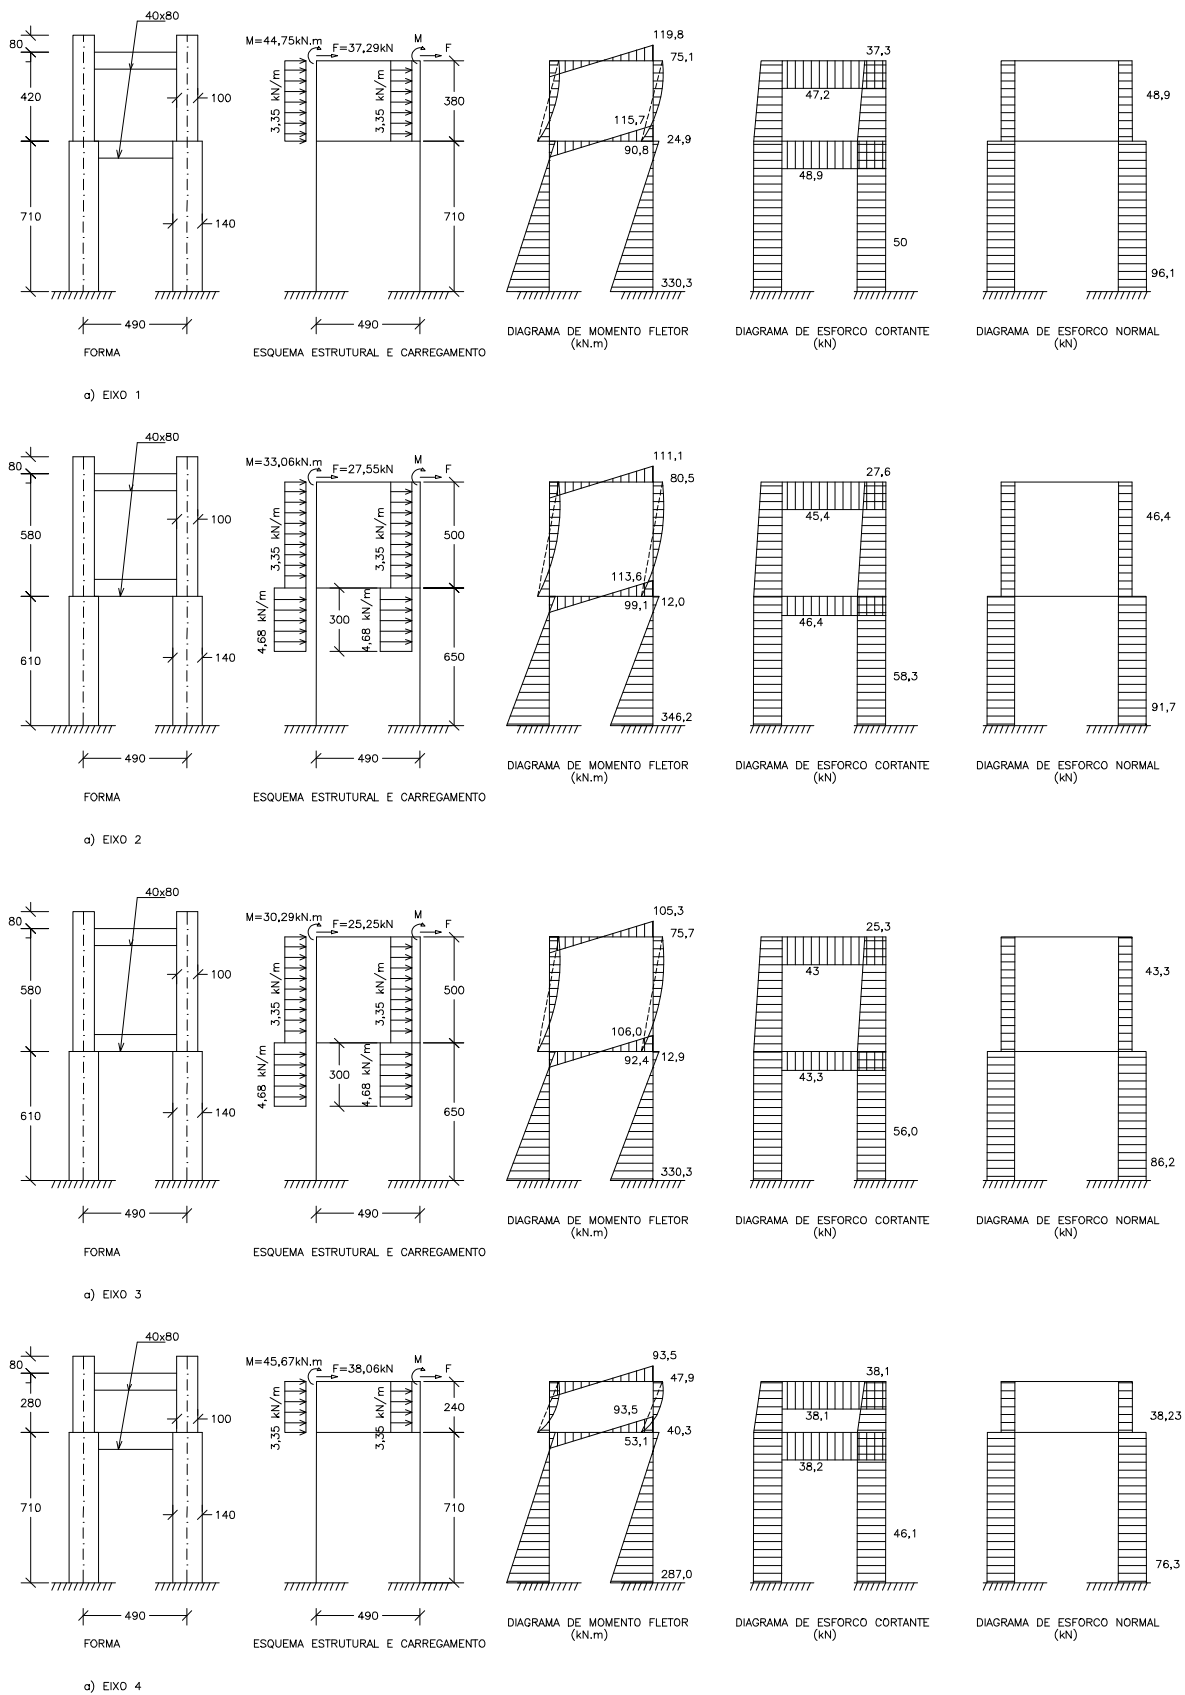 40x80
80
420
100
710
140
490
FORMA
M=44,75kN.m
F=37,29kN
M
F
3,35 kN/m
3,35 kN/m
380
710
490
ESQUEMA ESTRUTURAL E CARREGAMENTO
119,8
75,1
115,7
24,9
90,8
330,3
DIAGRAMA DE MOMENTO FLETOR
(kN.m)
37,3
47,2
48,9
50
DIAGRAMA DE ESFORCO CORTANTE
(kN)
48,9
96,1
DIAGRAMA DE ESFORCO NORMAL
(kN)
a) EIXO 1
40x80
80
580
100
610
140
490
FORMA
M=33,06kN.m
F=27,55kN
M
F
3,35 kN/m
3,35 kN/m
4,68 kN/m
4,68 kN/m
300
500
650
490
ESQUEMA ESTRUTURAL E CARREGAMENTO
111,1
80,5
113,6
99,1
12,0
346,2
DIAGRAMA DE MOMENTO FLETOR
(kN.m)
27,6
45,4
46,4
58,3
DIAGRAMA DE ESFORCO CORTANTE
(kN)
46,4
91,7
DIAGRAMA DE ESFORCO NORMAL
(kN)
a) EIXO 2
40x80
80
580
100
610
140
490
FORMA
M=30,29kN.m
F=25,25kN
M
F
3,35 kN/m
3,35 kN/m
4,68 kN/m
4,68 kN/m
300
500
650
490
ESQUEMA ESTRUTURAL E CARREGAMENTO
105,3
75,7
106,0
92,4
12,9
330,3
DIAGRAMA DE MOMENTO FLETOR
(kN.m)
25,3
43
43,3
56,0
DIAGRAMA DE ESFORCO CORTANTE
(kN)
43,3
86,2
DIAGRAMA DE ESFORCO NORMAL
(kN)
a) EIXO 3
40x80
80
280
100
710
140
490
FORMA
M=45,67kN.m
F=38,06kN
M
F
3,35 kN/m
3,35 kN/m
240
710
490
ESQUEMA ESTRUTURAL E CARREGAMENTO
93,5
47,9
93,5
40,3
53,1
287,0
DIAGRAMA DE MOMENTO FLETOR
(kN.m)
38,1
38,1
38,2
46,1
DIAGRAMA DE ESFORCO CORTANTE
(kN)
38,23
76,3
DIAGRAMA DE ESFORCO NORMAL
(kN)
a) EIXO 4